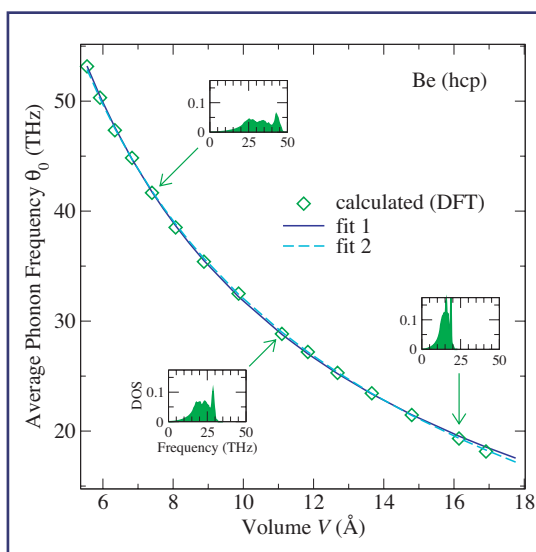 Be (hcp)
0.1
0
0 25 50
50
40
30
20
Average Phonon Frequency θ₀ (THz)
calculated (DFT)
fit 1
fit 2
0.1
0
0 25 50
DOS
0.1
0
0 25 50
Frequency (THz)
6 8 10 12 14 16 18
Volume V (Å)